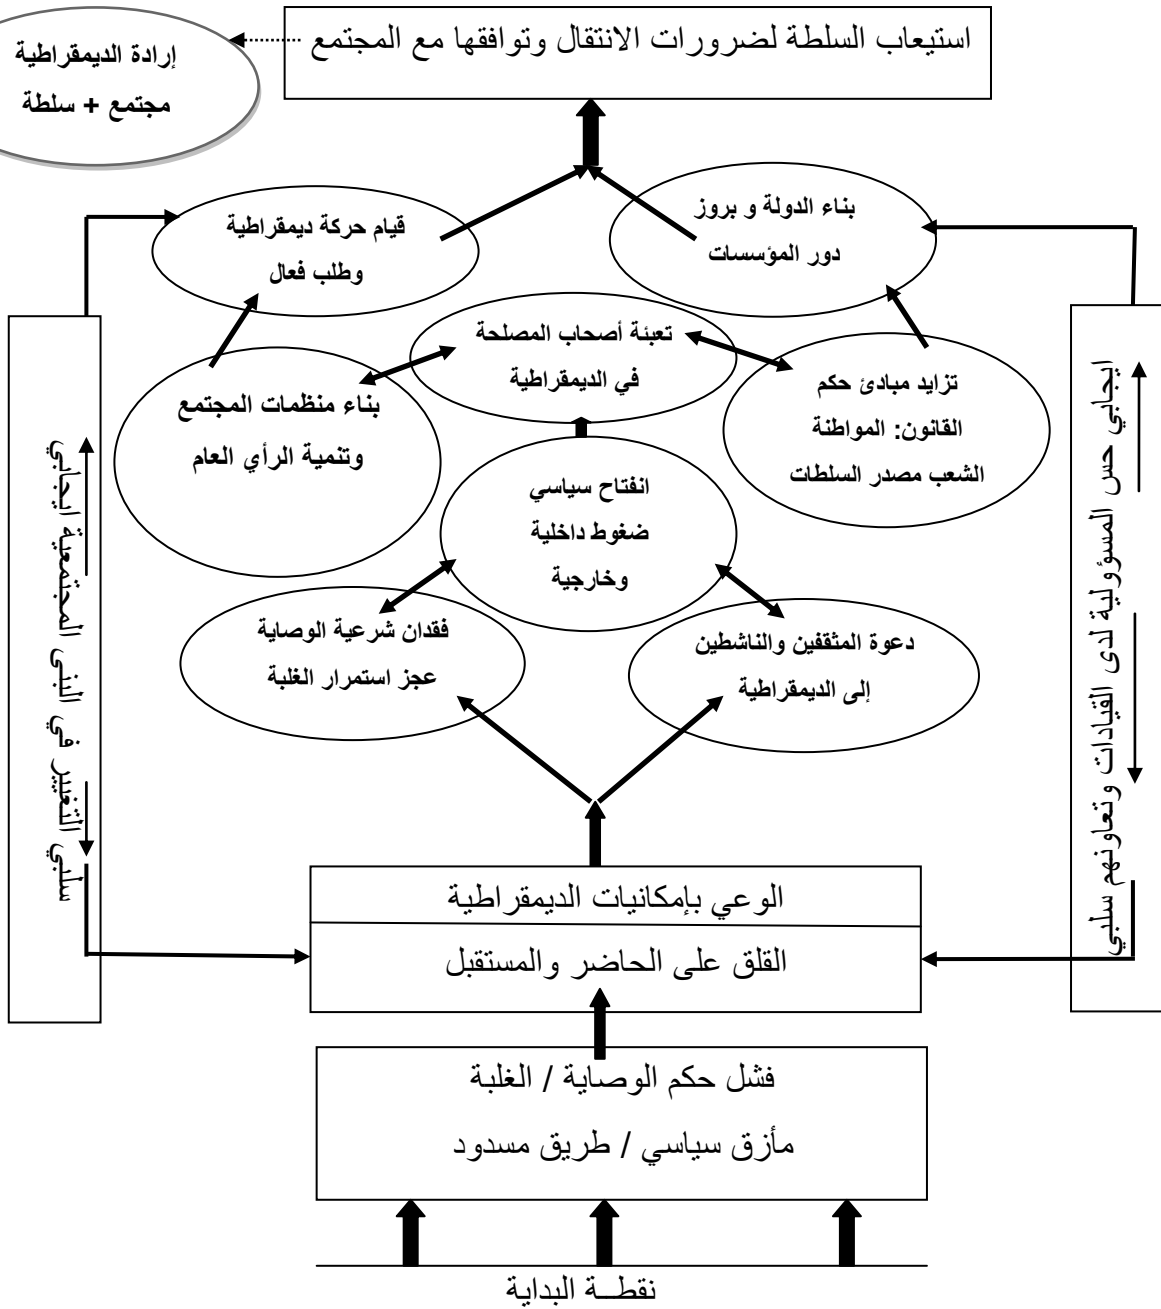 استيعاب السلطة لضرورات الانتقال وتوافقها مع المجتمع
إرادة الديمقراطية
مجتمع + سلطة
بناء الدولة و بروز
دور المؤسسات
قيام حركة ديمقراطية
وطلب فعال
تعبئة أصحاب المصلحة
في الديمقراطية
تزايد مبادئ حكم
القانون: المواطنة
الشعب مصدر السلطات
بناء منظمات المجتمع
وتنمية الرأي العام
انفتاح سياسي
ضغوط داخلية
وخارجية
دعوة المثقفين والناشطين
إلى الديمقراطية
فقدان شرعية الوصاية
عجز استمرار الغلبة
ايجابي حس المسؤولية لدى القيادات وتعاونهم سلبي
سلبي التغيير في البنى المجتمعية ايجابي
الوعي بإمكانيات الديمقراطية
القلق على الحاضر والمستقبل
فشل حكم الوصاية / الغلبة
مأزق سياسي / طريق مسدود
نقطــة البداية